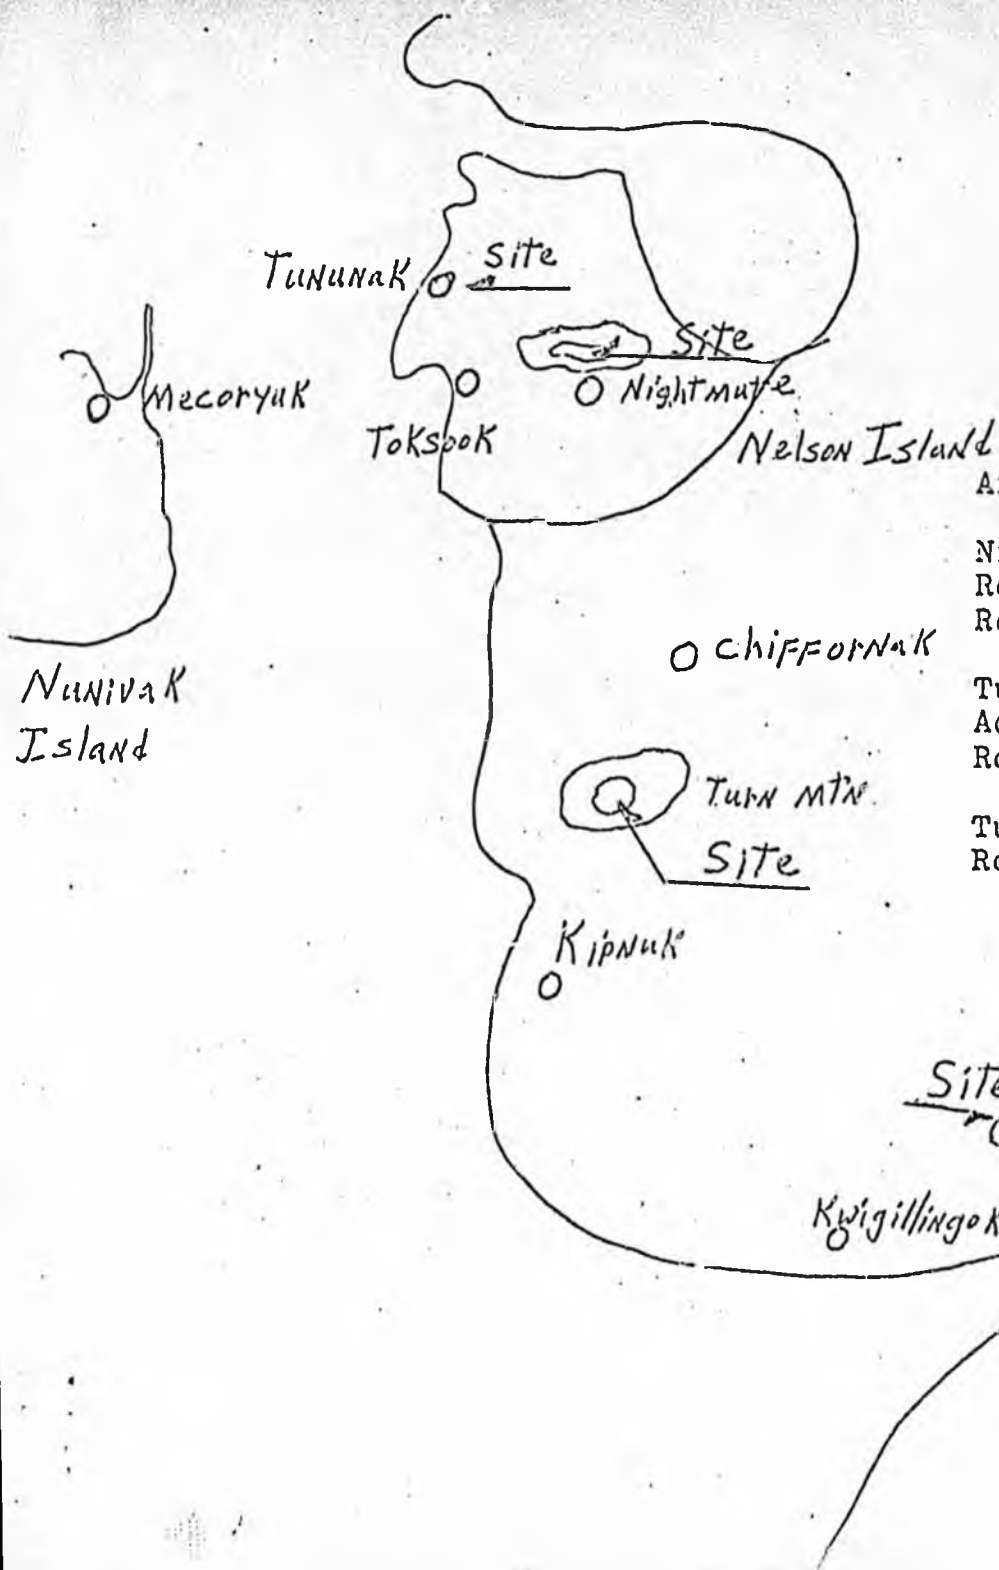 Site
Tununak
Site
Nightmute
Mecoryuk
Toksook
Nelson Island
Chiffornak
Nunivak
Island
Turn Mtn.
Site
Kipnuk
Site
Kwigillingok